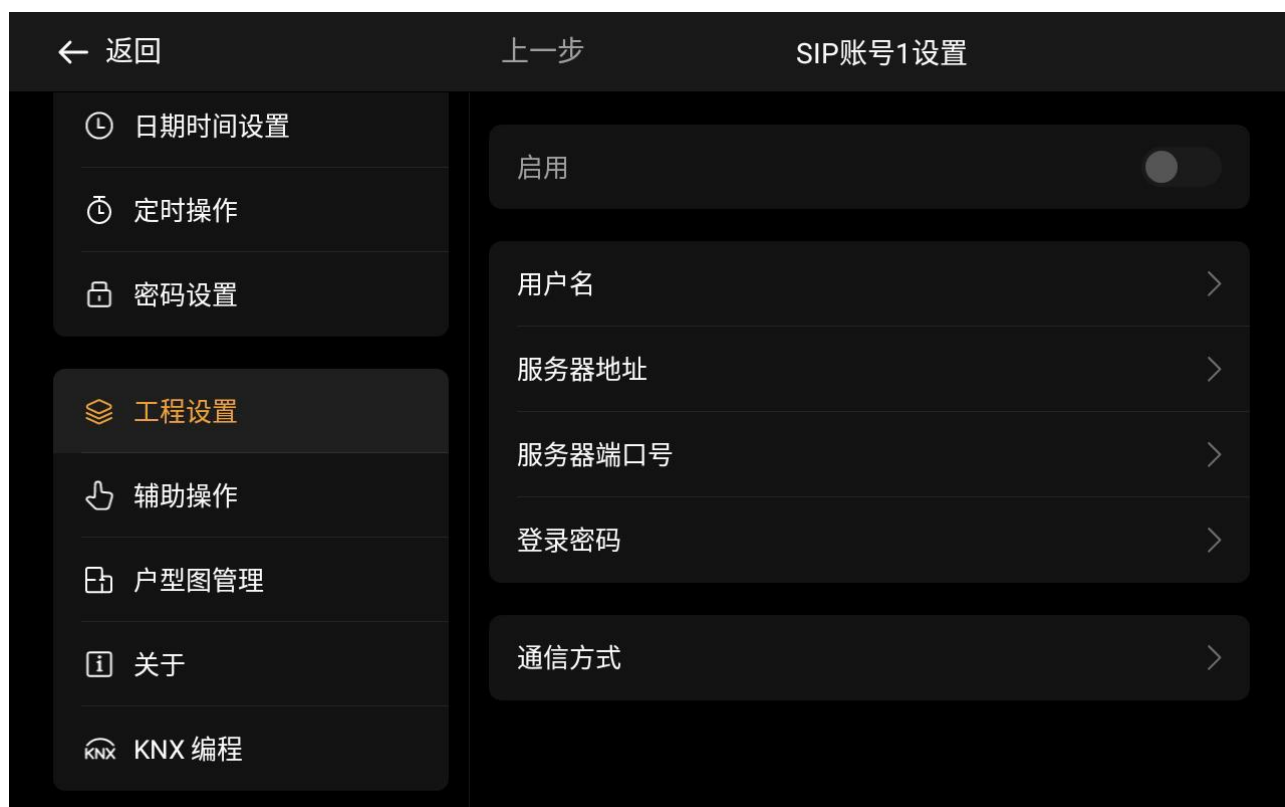 返回
上一步
SIP账号1设置
日期时间设置
定时操作
密码设置
工程设置
辅助操作
户型图管理
关于
KNX KNX 编程
启用
用户名
服务器地址
服务器端口号
登录密码
通信方式